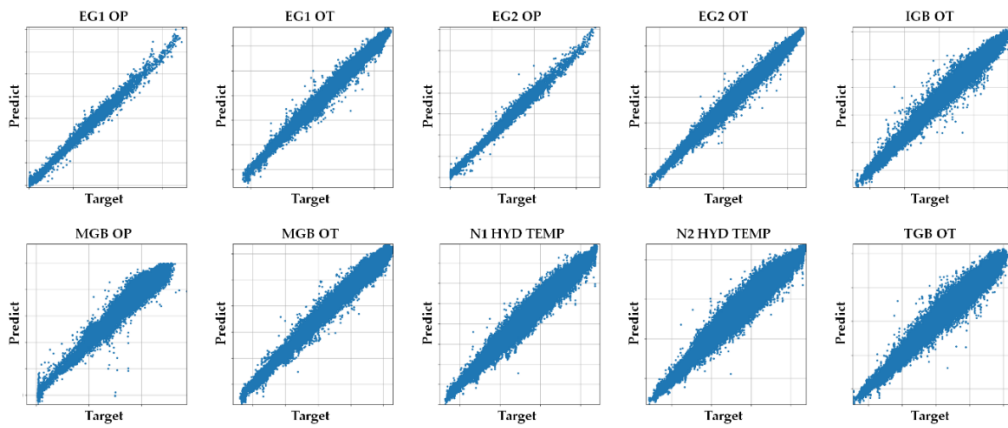 EG1 OP EG1 OT EG2 OP EG2 OT IGB OT
Predict Predict Predict Predict Predict
Target Target Target Target Target
MGB OP MGB OT N1 HYD TEMP N2 HYD TEMP TGB OT
Predict Predict Predict Predict Predict
Target Target Target Target Target